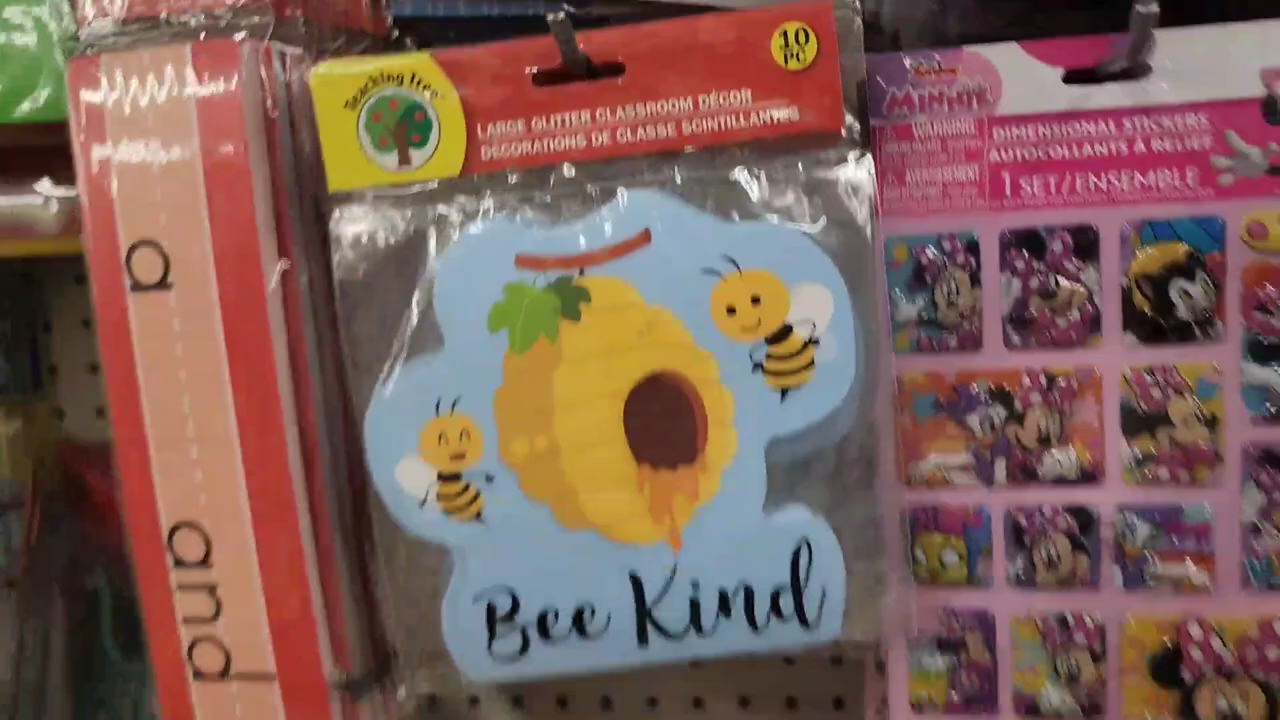 a
and
Teaching Tree
10
PC
LARGE GLITTER CLASSROOM DÉCOR
DÉCORATIONS DE CLASSE SCINTILLANTES
Bee Kind
MINNIE
WARNING
AVERTISSEMENT
DIMENSIONAL STICKERS
AUTOCOLLANTS À RELIEF
1 SET/ENSEMBLE